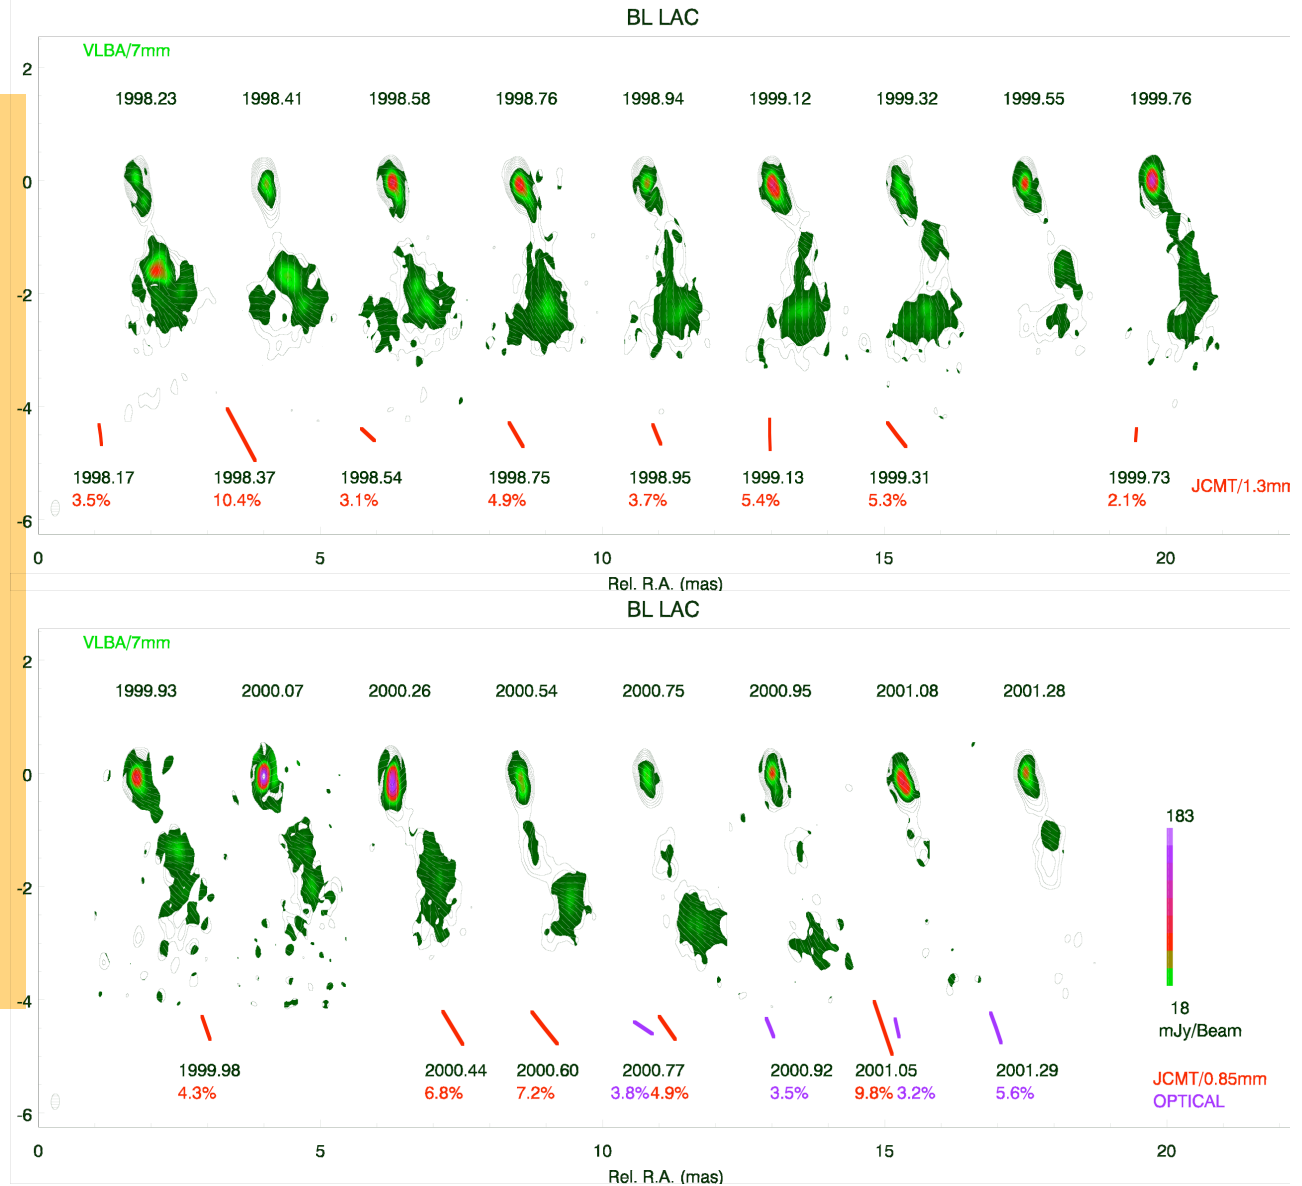 BL LAC
VLBA/7mm
2
1998.23 1998.41 1998.58 1998.76 1998.94 1999.12 1999.32 1999.55 1999.76
0
-2
-4
1998.17 1998.37 1998.54 1998.75 1998.95 1999.13 1999.31 1999.73
3.5% 10.4% 3.1% 4.9% 3.7% 5.4% 5.3% 2.1% JCMT/1.3mm
-6
0 5 10 15 20
Rel. R.A. (mas)
BL LAC
VLBA/7mm
2
1999.93 2000.07 2000.26 2000.54 2000.75 2000.95 2001.08 2001.28
0
183
-2
-4
18
mJy/Beam
1999.98 2000.44 2000.60 2000.77 2000.92 2001.05 2001.29
JCMT/0.85mm
4.3% 6.8% 7.2% 3.8% 4.9% 3.5% 9.8% 3.2% 5.6%
OPTICAL
-6
0 5 10 15 20
Rel. R.A. (mas)